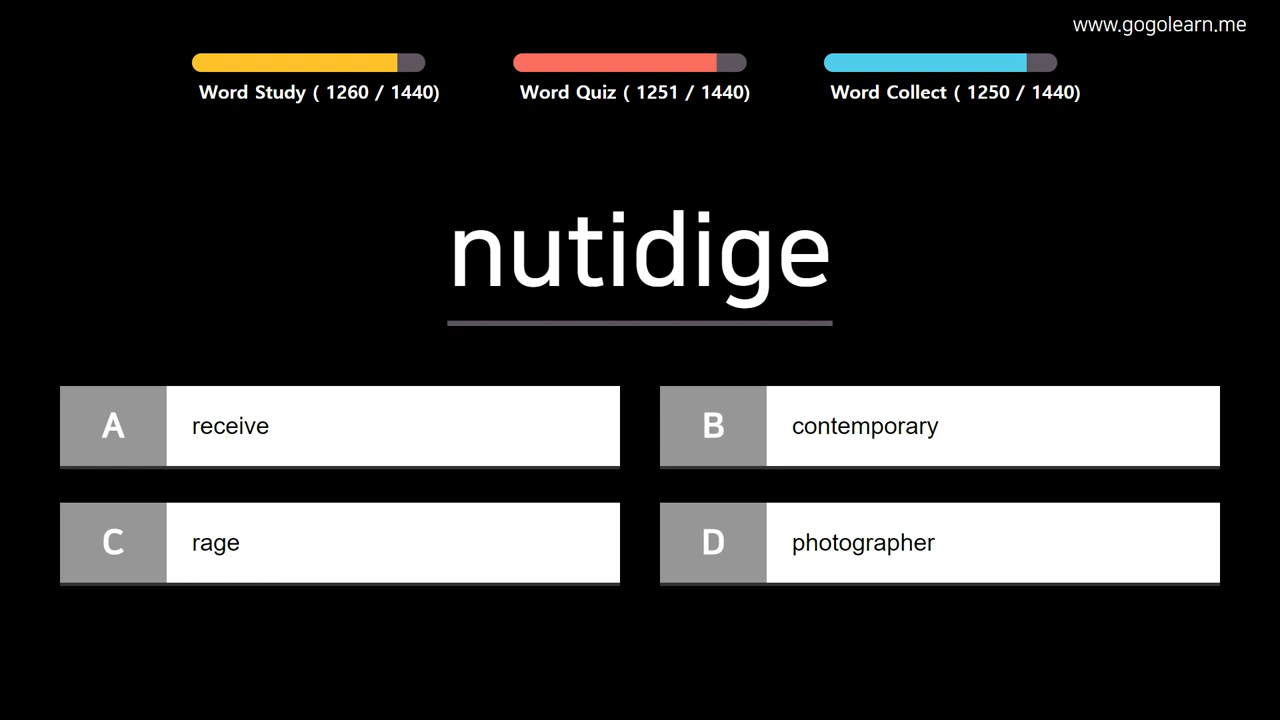 www.gogolearn.me
Word Study ( 1260 / 1440)
Word Quiz ( 1251 / 1440)
Word Collect ( 1250 / 1440)
nutidige
A receive
B contemporary
C rage
D photographer